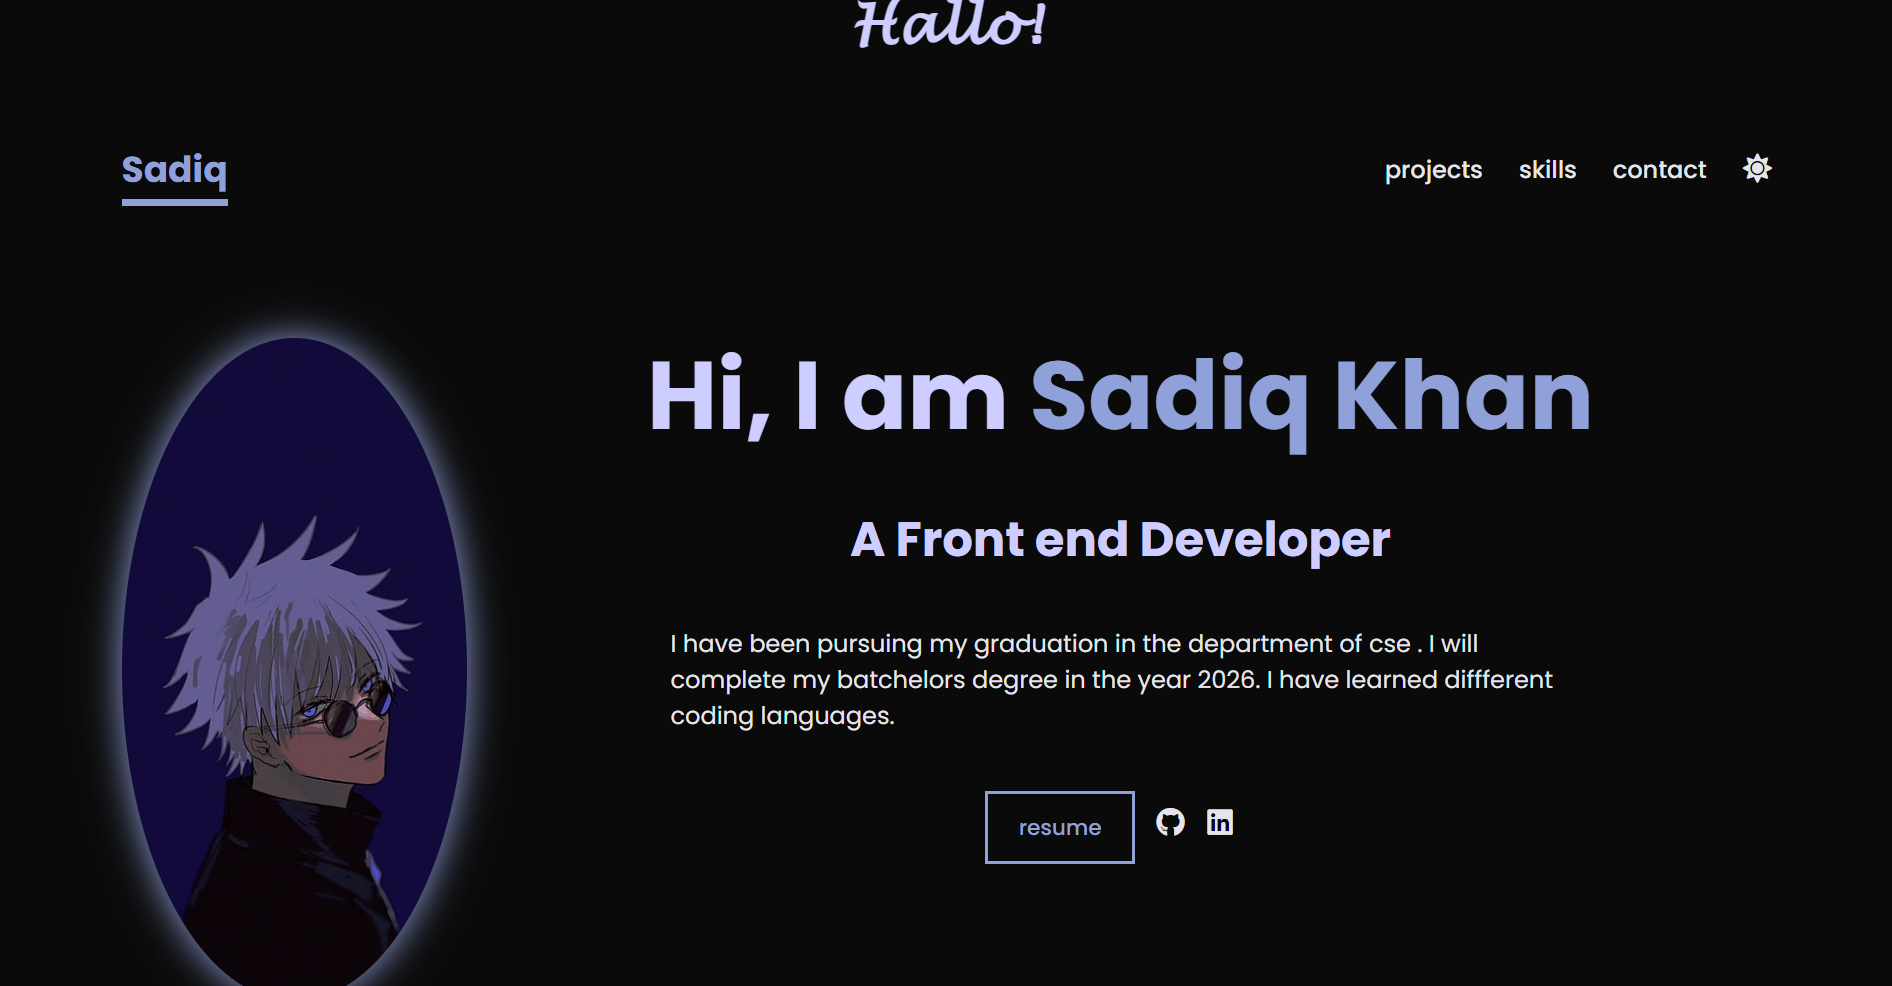 Hallo!
Sadiq
projects skills contact
Hi, I am Sadiq Khan
A Front end Developer
I have been pursuing my graduation in the department of cse . I will
complete my batchelors degree in the year 2026. I have learned diffferent
coding languages.
resume in